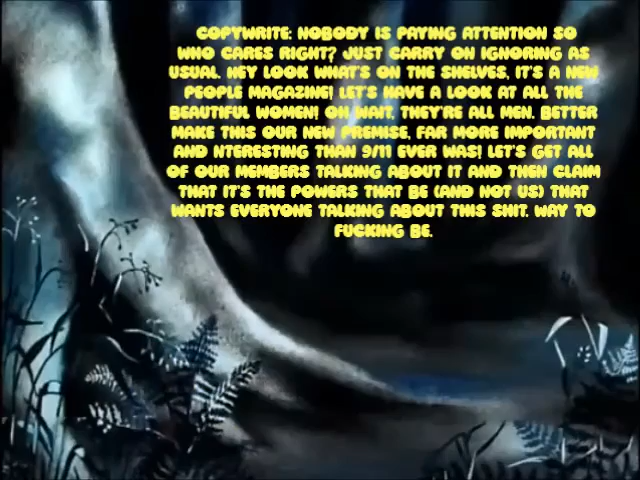 COPYWRITE: NOBODY IS PAYING ATTENTION SO
WHO CARES RIGHT? JUST CARRY ON IGNORING AS
USUAL. HEY LOOK WHAT'S ON THE SHELVES, IT'S A NEW
PEOPLE MAGAZINE! LET'S HAVE A LOOK AT ALL THE
BEAUTIFUL WOMEN! OH WAIT, THEY'RE ALL MEN. BETTER
MAKE THIS OUR NEW PREMISE, FAR MORE IMPORTANT
AND NTERESTING THAN 9/11 EVER WAS! LET'S GET ALL
OF OUR MEMBERS TALKING ABOUT IT AND THEN CLAIM
THAT IT'S THE POWERS THAT BE (AND NOT US) THAT
WANTS EVERYONE TALKING ABOUT THIS SHIT. WAY TO
FUCKING BE.